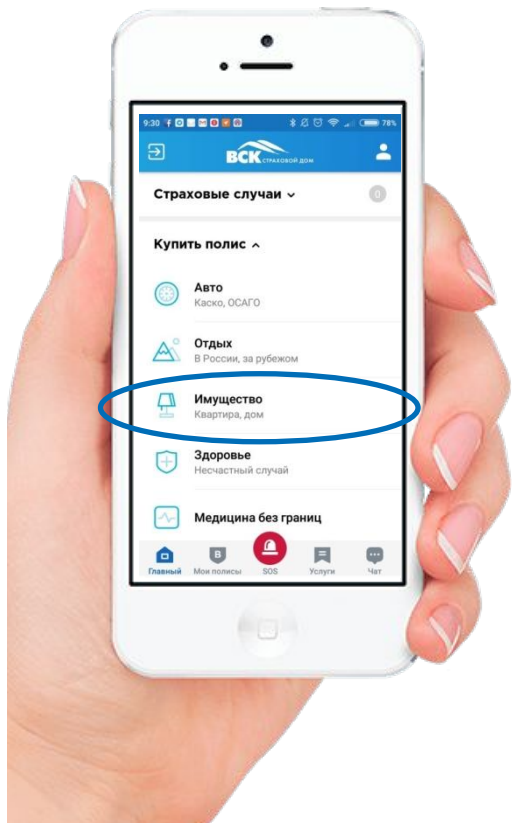 9:30
78%
ВСК СТРАХОВОЙ ДОМ
Страховые случаи
0
Купить полис
Авто
Каско, ОСАГО
Отдых
В России, за рубежом
Имущество
Квартира, дом
Здоровье
Несчастный случай
Медицина без границ
В
Главный Мои полисы SOS Услуги Чат